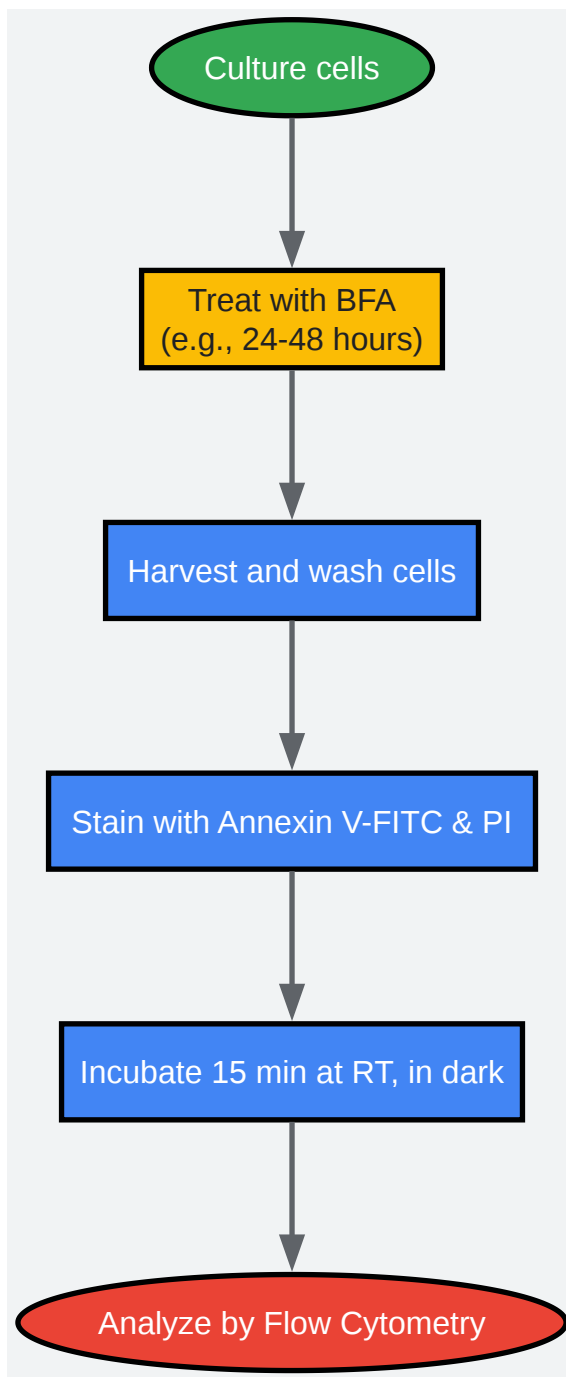 Culture cells
Treat with BFA
(e.g., 24-48 hours)
Harvest and wash cells
Stain with Annexin V-FITC & PI
Incubate 15 min at RT, in dark
Analyze by Flow Cytometry